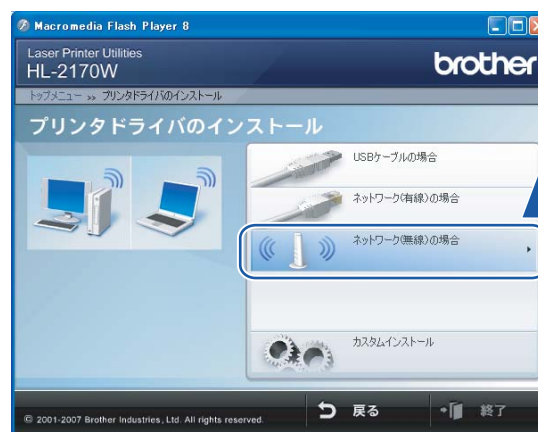 Macromedia Flash Player 8
Laser Printer Utilities
HL-2170W
brother
トップメニュー >> プリンタドライバのインストール
プリンタドライバのインストール
USBケーブルの場合
ネットワーク(有線)の場合
ネットワーク(無線)の場合
カスタムインストール
© 2001-2007 Brother Industries, Ltd. All rights reserved.
戻る
終了